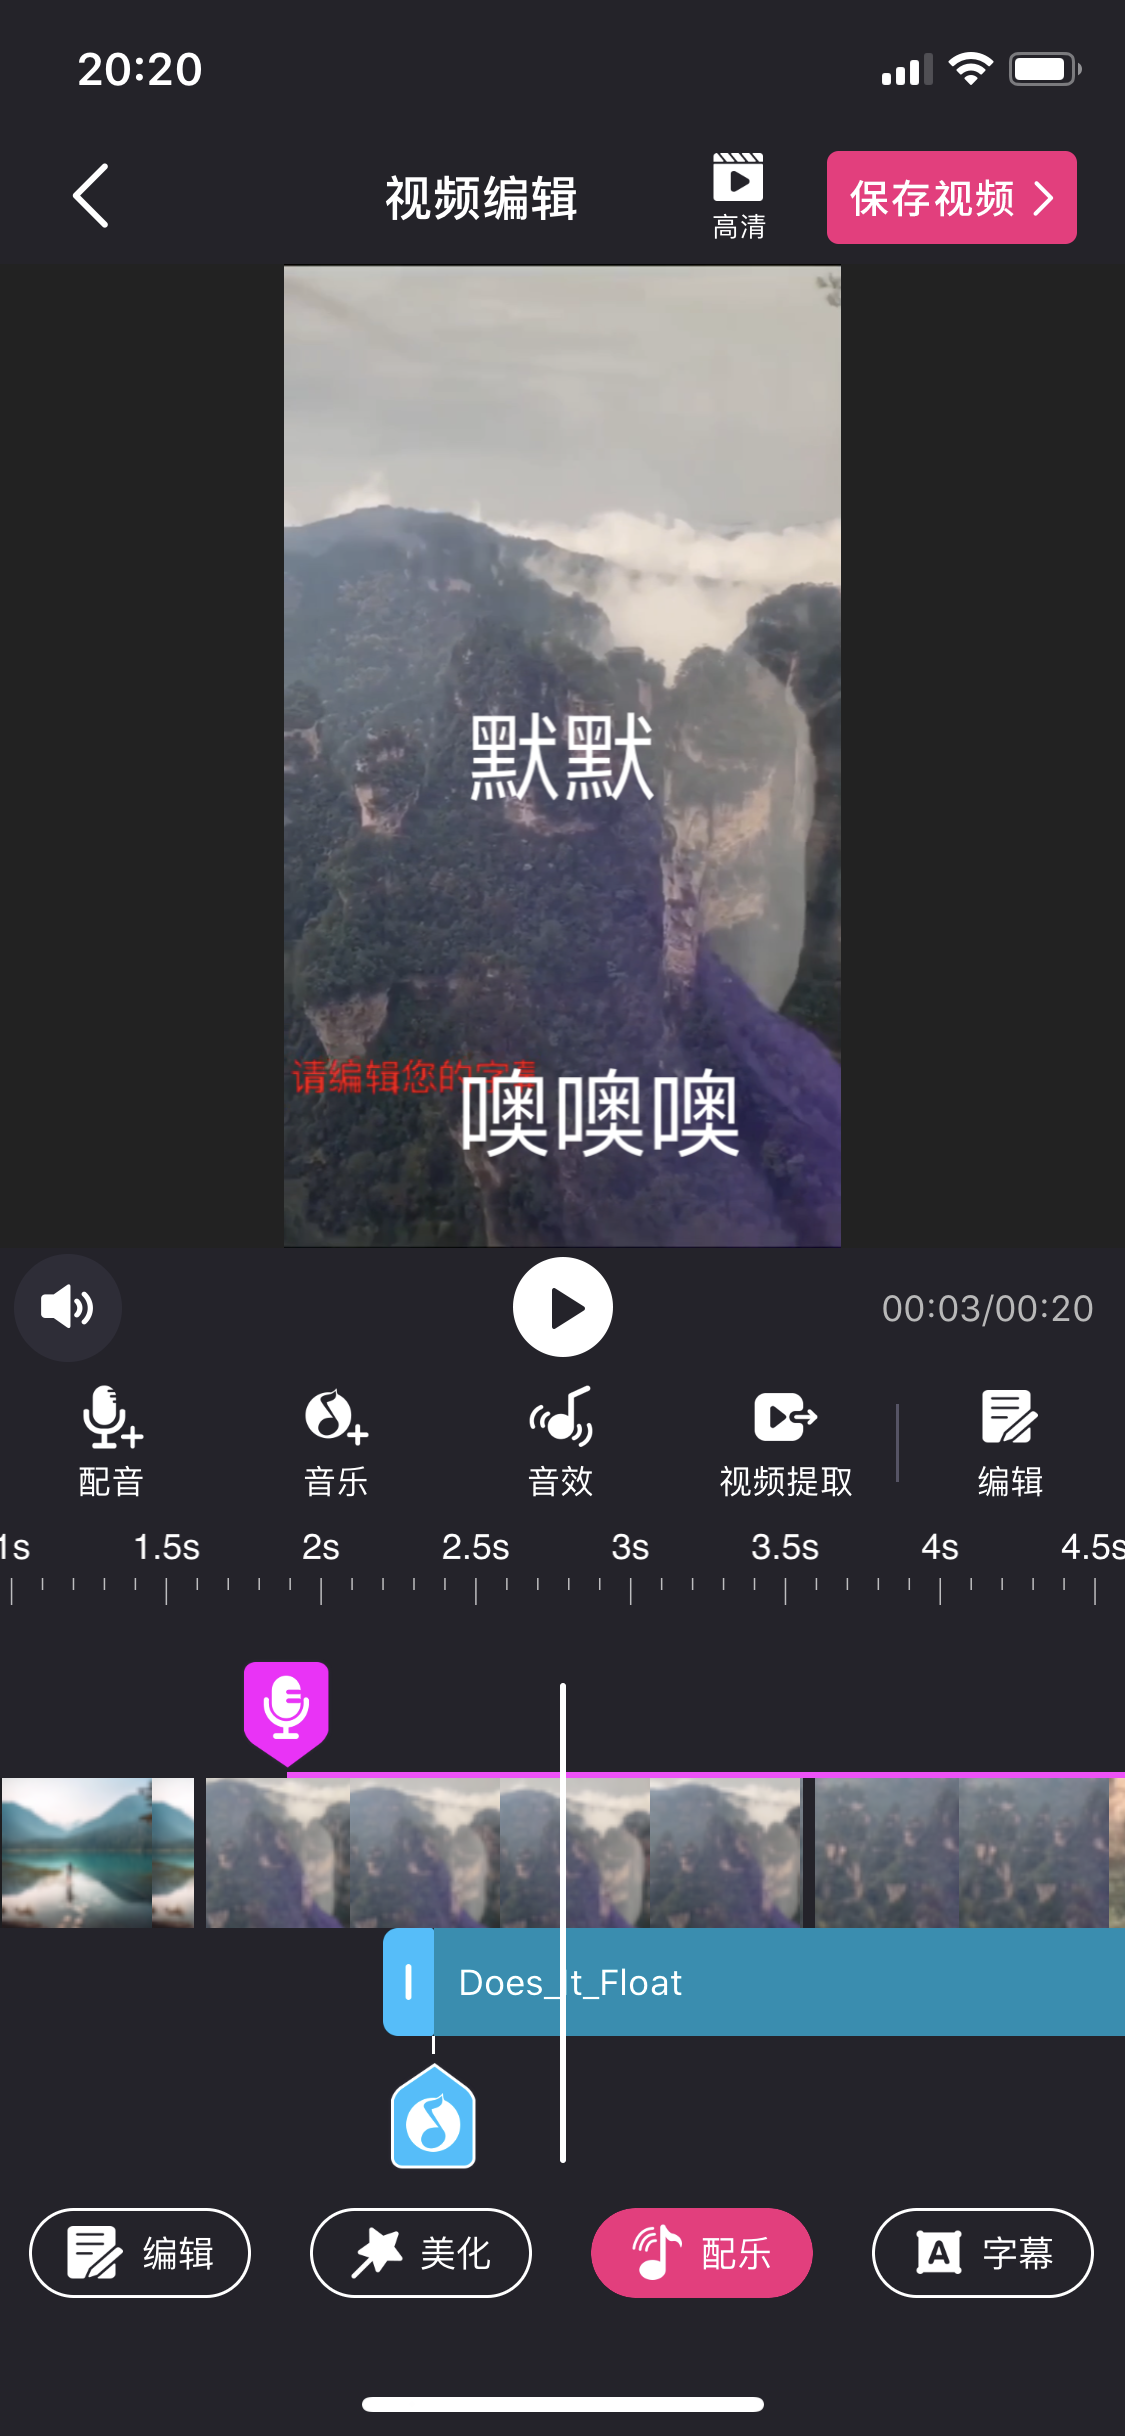 20:20
视频编辑
高清
保存视频
默默
请编辑您的字幕
噢噢噢
00:03/00:20
配音
音乐
音效
视频提取
编辑
1s 1.5s 2s 2.5s 3s 3.5s 4s 4.5s
Does_It_Float
编辑
美化
配乐
字幕